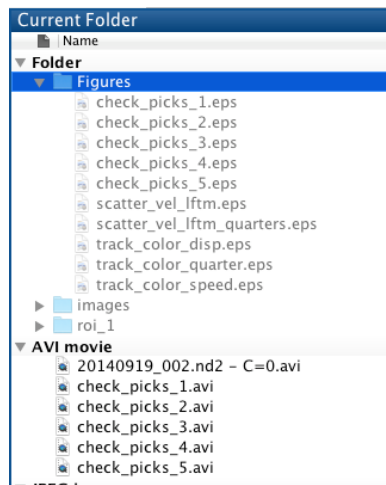 Current Folder
Name
Folder
Figures
check_picks_1.eps
check_picks_2.eps
check_picks_3.eps
check_picks_4.eps
check_picks_5.eps
scatter_vel_lftm.eps
scatter_vel_lftm_quarters.eps
track_color_disp.eps
track_color_quarter.eps
track_color_speed.eps
images
roi_1
AVI movie
20140919_002.nd2 - C=0.avi
check_picks_1.avi
check_picks_2.avi
check_picks_3.avi
check_picks_4.avi
check_picks_5.avi